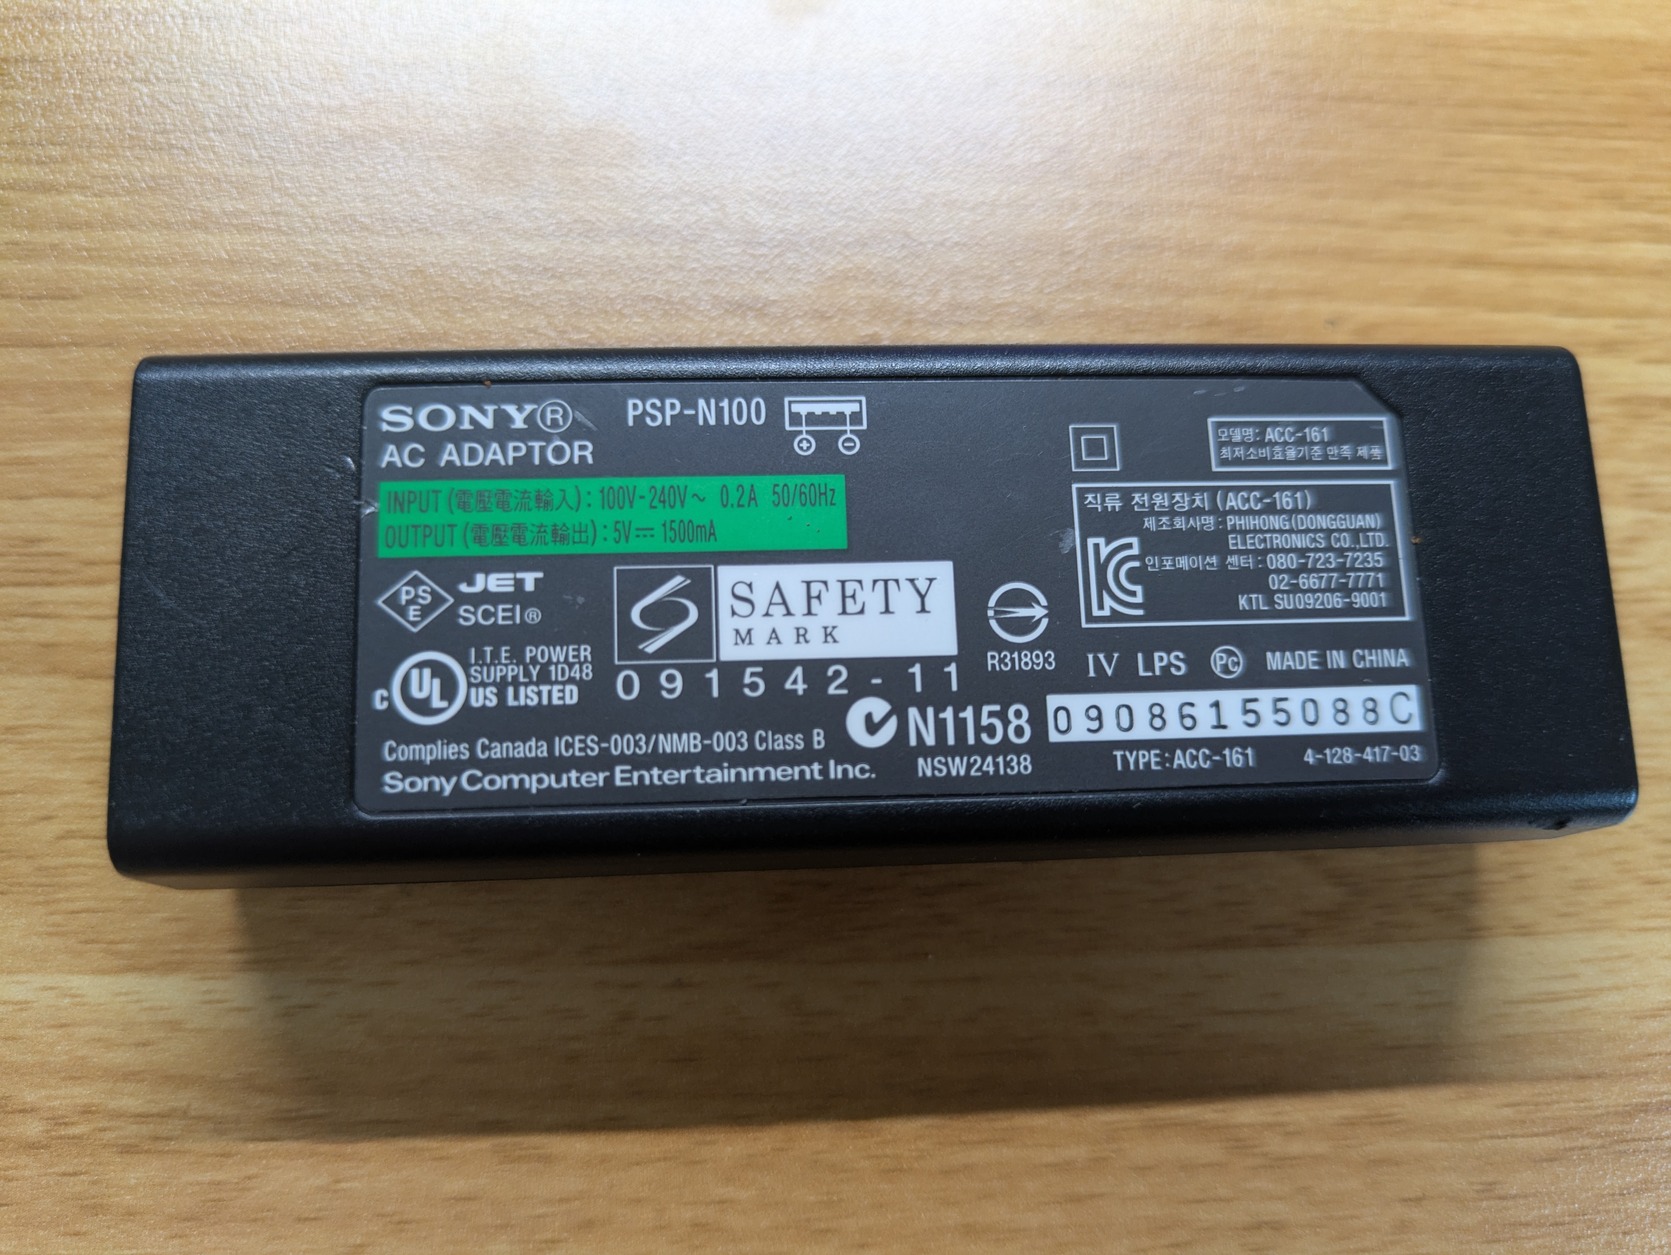 SONY®
AC ADAPTOR
PSP-N100
INPUT (電壓電流輸入) : 100V-240V～ 0.2A 50/60Hz
OUTPUT (電壓電流輸出) : 5V⎓ 1500mA
PSE
JET
SCEI®
C UL
I.T.E. POWER
SUPPLY 1D48
US LISTED
SAFETY
MARK
091542-11
Complies Canada ICES-003/NMB-003 Class B
Sony Computer Entertainment Inc.
R31893
N1158
NSW24138
모델명: ACC-161
최저소비효율기준 만족 제품
직류 전원장치 (ACC-161)
제조회사명 : PHIHONG (DONGGUAN)
ELECTRONICS CO.,LTD.
인포메이션 센터 : 080-723-7235
02-6677-7771
KTL SU09206-9001
KC
IV LPS Pc MADE IN CHINA
09086155088C
TYPE: ACC-161
4-128-417-03